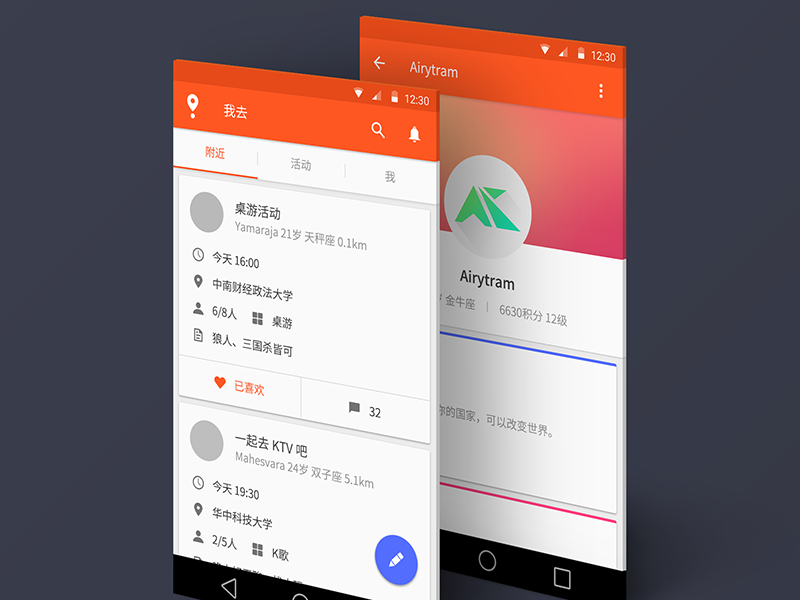 12:30
我去
附近
活动
我
桌游活动
Yamaraja 21岁 天秤座 0.1km
今天 16:00
中南财经政法大学
6/8人 桌游
狼人、三国杀皆可
已喜欢
32
一起去 KTV 吧
Mahesvara 24岁 双子座 5.1km
今天 19:30
华中科技大学
2/5人 K歌
12:30
Airytram
Airytram
金牛座 | 6630积分 12级
的国家，可以改变世界。